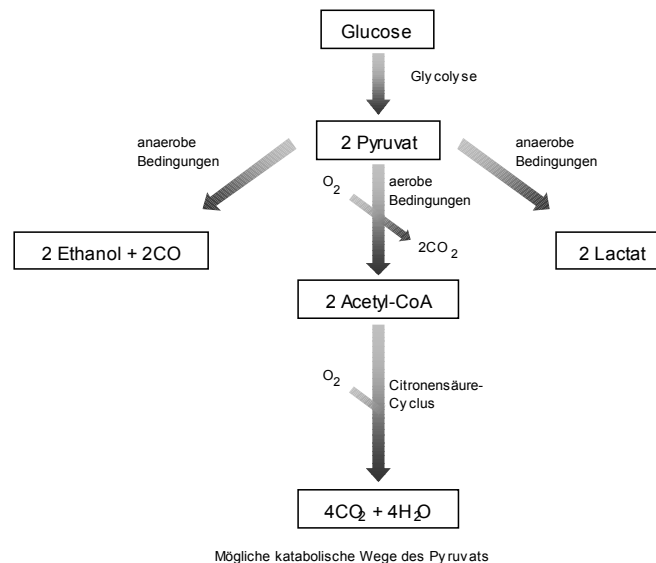 Glucose
Glycolyse
2 Pyruvat
anaerobe
Bedingungen
O2
aerobe
Bedingungen
anaerobe
Bedingungen
2 Ethanol + 2CO
2CO2
2 Lactat
2 Acetyl-CoA
O2
Citronensäure-
Cyclus
4CO2 + 4H2O
Mögliche katabolische Wege des Pyruvats